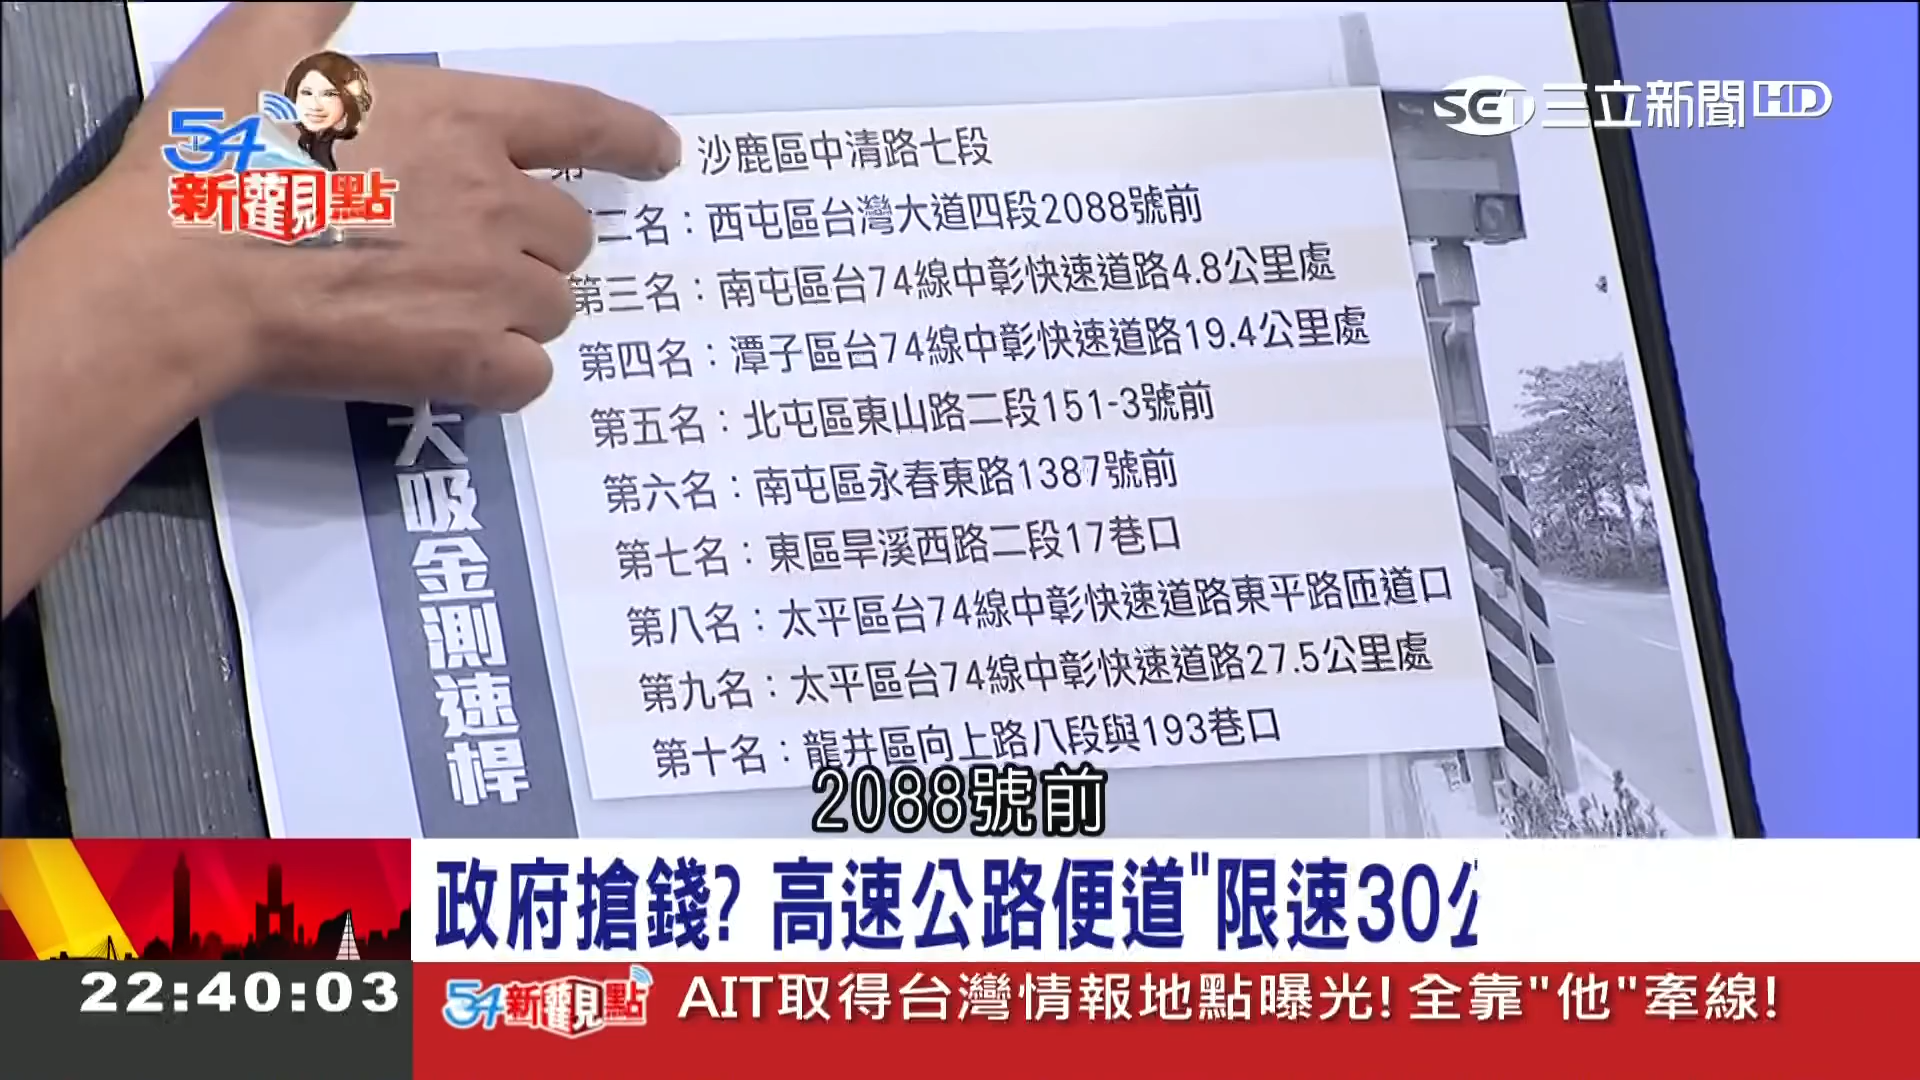 54新觀點
SET三立新聞HD
沙鹿區中清路七段
二名：西屯區台灣大道四段2088號前
第三名：南屯區台74線中彰快速道路4.8公里處
第四名：潭子區台74線中彰快速道路19.4公里處
第五名：北屯區東山路二段151-3號前
第六名：南屯區永春東路1387號前
第七名：東區旱溪西路二段17巷口
第八名：太平區台74線中彰快速道路東平路匝道口
第九名：太平區台74線中彰快速道路27.5公里處
第十名：龍井區向上路八段與193巷口
大吸金測速桿
2088號前
政府搶錢? 高速公路便道"限速30公
22:40:03
54新觀點
AIT取得台灣情報地點曝光! 全靠"他"牽線!